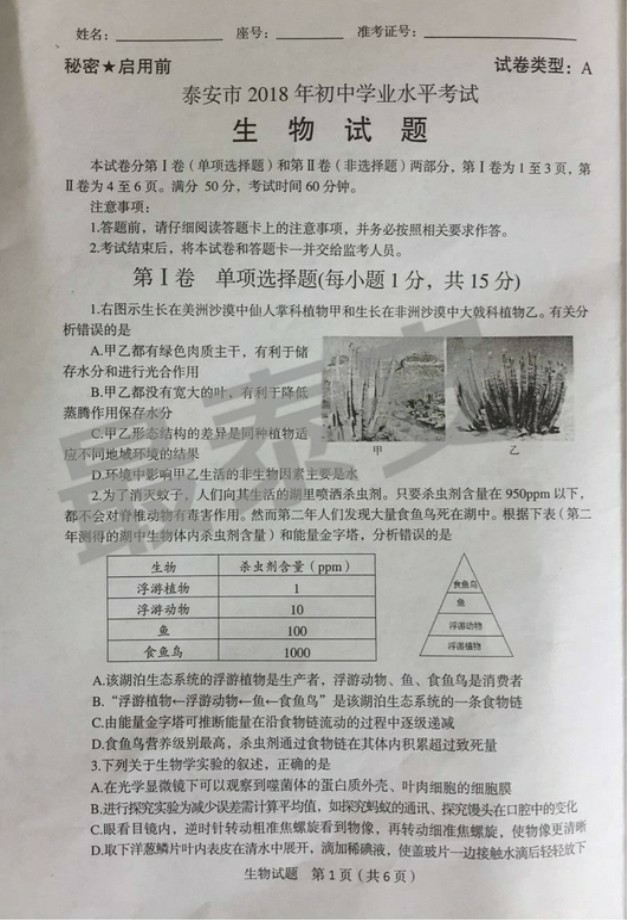 姓名： 座号： 准考证号：
秘密★启用前 试卷类型：A
泰安市2018年初中学业水平考试
生物试题
本试卷分第Ⅰ卷（单项选择题）和第Ⅱ卷（非选择题）两部分，第Ⅰ卷为1至3页，第
Ⅱ卷为4至6页。满分 50分，考试时间60分钟。
注意事项：
1.答题前，请仔细阅读答题卡上的注意事项，并务必按照相关要求作答。
2.考试结束后，将本试卷和答题卡一并交给监考人员。
第Ⅰ卷 单项选择题(每小题1分，共15分)
1.右图示生长在美洲沙漠中仙人掌科植物甲和生长在非洲沙漠中大戟科植物乙。有关分
析错误的是
A.甲乙都有绿色肉质主干，有利于储
存水分和进行光合作用
B.甲乙都没有宽大的叶，有利于降低
蒸腾作用保存水分
C.甲乙形态结构的差异是同种植物适
应不同地域环境的结果
D.环境中影响甲乙生活的非生物因素主要是水
甲 乙
2.为了消灭蚊子，人们向其生活的湖里喷洒杀虫剂。只要杀虫剂含量在950ppm以下，
都不会对脊椎动物有毒害作用。然而第二年人们发现大量食鱼鸟死在湖中。根据下表（第二
年测得的湖中生物体内杀虫剂含量）和能量金字塔，分析错误的是
生物 杀虫剂含量（ppm）
浮游植物 1
浮游动物 10
鱼 100
食鱼鸟 1000
食鱼鸟
鱼
浮游动物
浮游植物
A.该湖泊生态系统的浮游植物是生产者，浮游动物、鱼、食鱼鸟是消费者
B.“浮游植物←浮游动物←鱼←食鱼鸟”是该湖泊生态系统的一条食物链
C.由能量金字塔可推断能量在沿食物链流动的过程中逐级递减
D.食鱼鸟营养级别最高，杀虫剂通过食物链在其体内积累超过致死量
3.下列关于生物学实验的叙述，正确的是
A.在光学显微镜下可以观察到噬菌体的蛋白质外壳、叶肉细胞的细胞膜
B.进行探究实验为减少误差需计算平均值，如探究蚂蚁的通讯、探究馒头在口腔中的变化
C.眼看目镜内，逆时针转动粗准焦螺旋看到物像，再转动细准焦螺旋，使物像更清晰
D.取下洋葱鳞片叶内表皮在清水中展开，滴加稀碘液，使盖玻片一边接触水滴后轻轻放下
生物试题 第1页（共6页）
最泰安